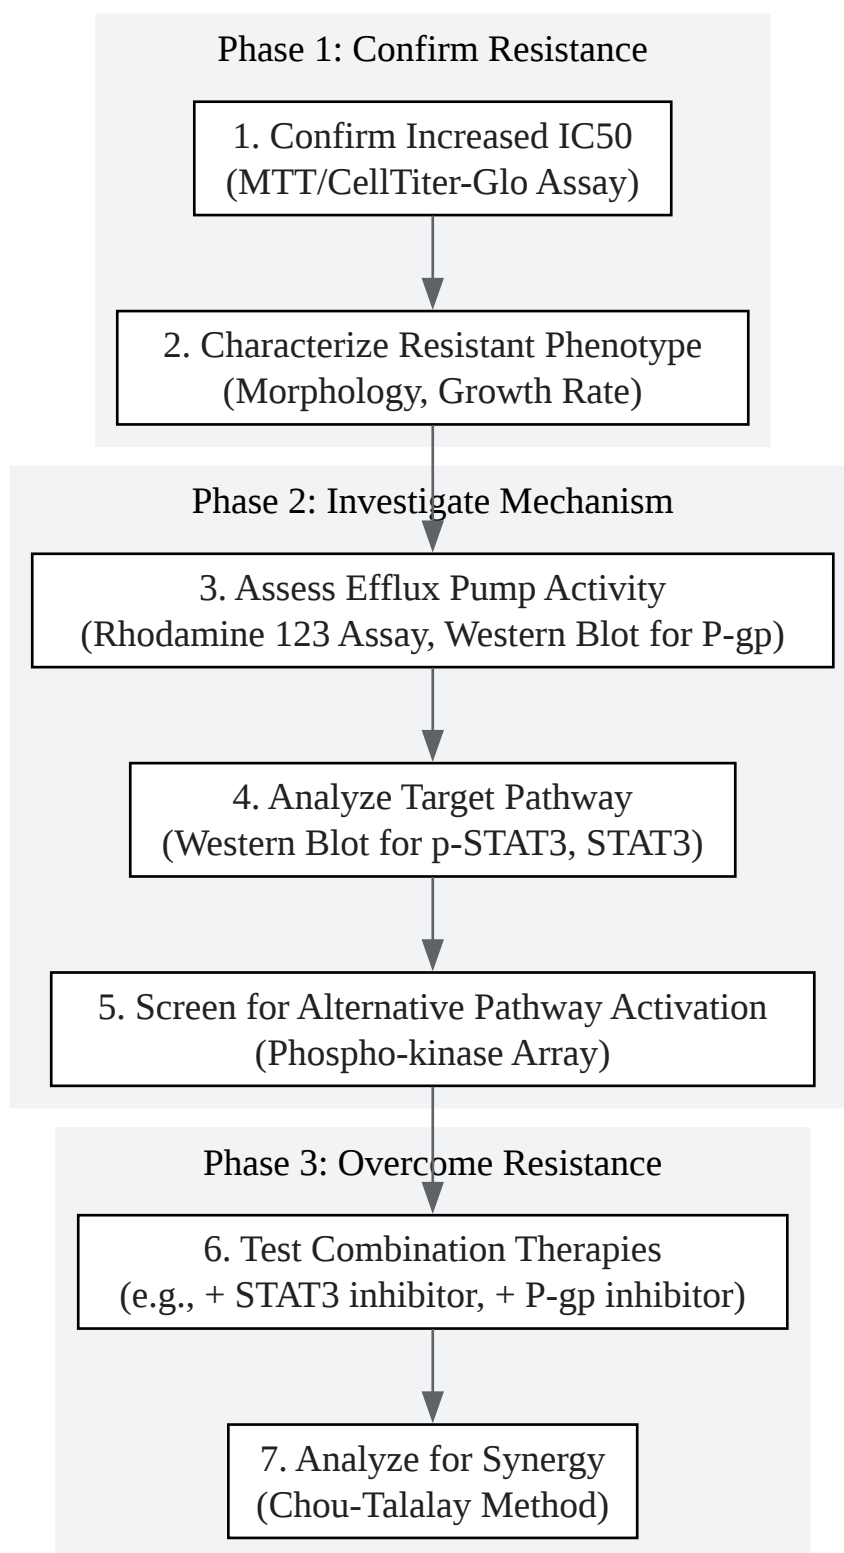 Phase 1: Confirm Resistance
1. Confirm Increased IC50
(MTT/CellTiter-Glo Assay)
2. Characterize Resistant Phenotype
(Morphology, Growth Rate)
Phase 2: Investigate Mechanism
3. Assess Efflux Pump Activity
(Rhodamine 123 Assay, Western Blot for P-gp)
4. Analyze Target Pathway
(Western Blot for p-STAT3, STAT3)
5. Screen for Alternative Pathway Activation
(Phospho-kinase Array)
Phase 3: Overcome Resistance
6. Test Combination Therapies
(e.g., + STAT3 inhibitor, + P-gp inhibitor)
7. Analyze for Synergy
(Chou-Talalay Method)